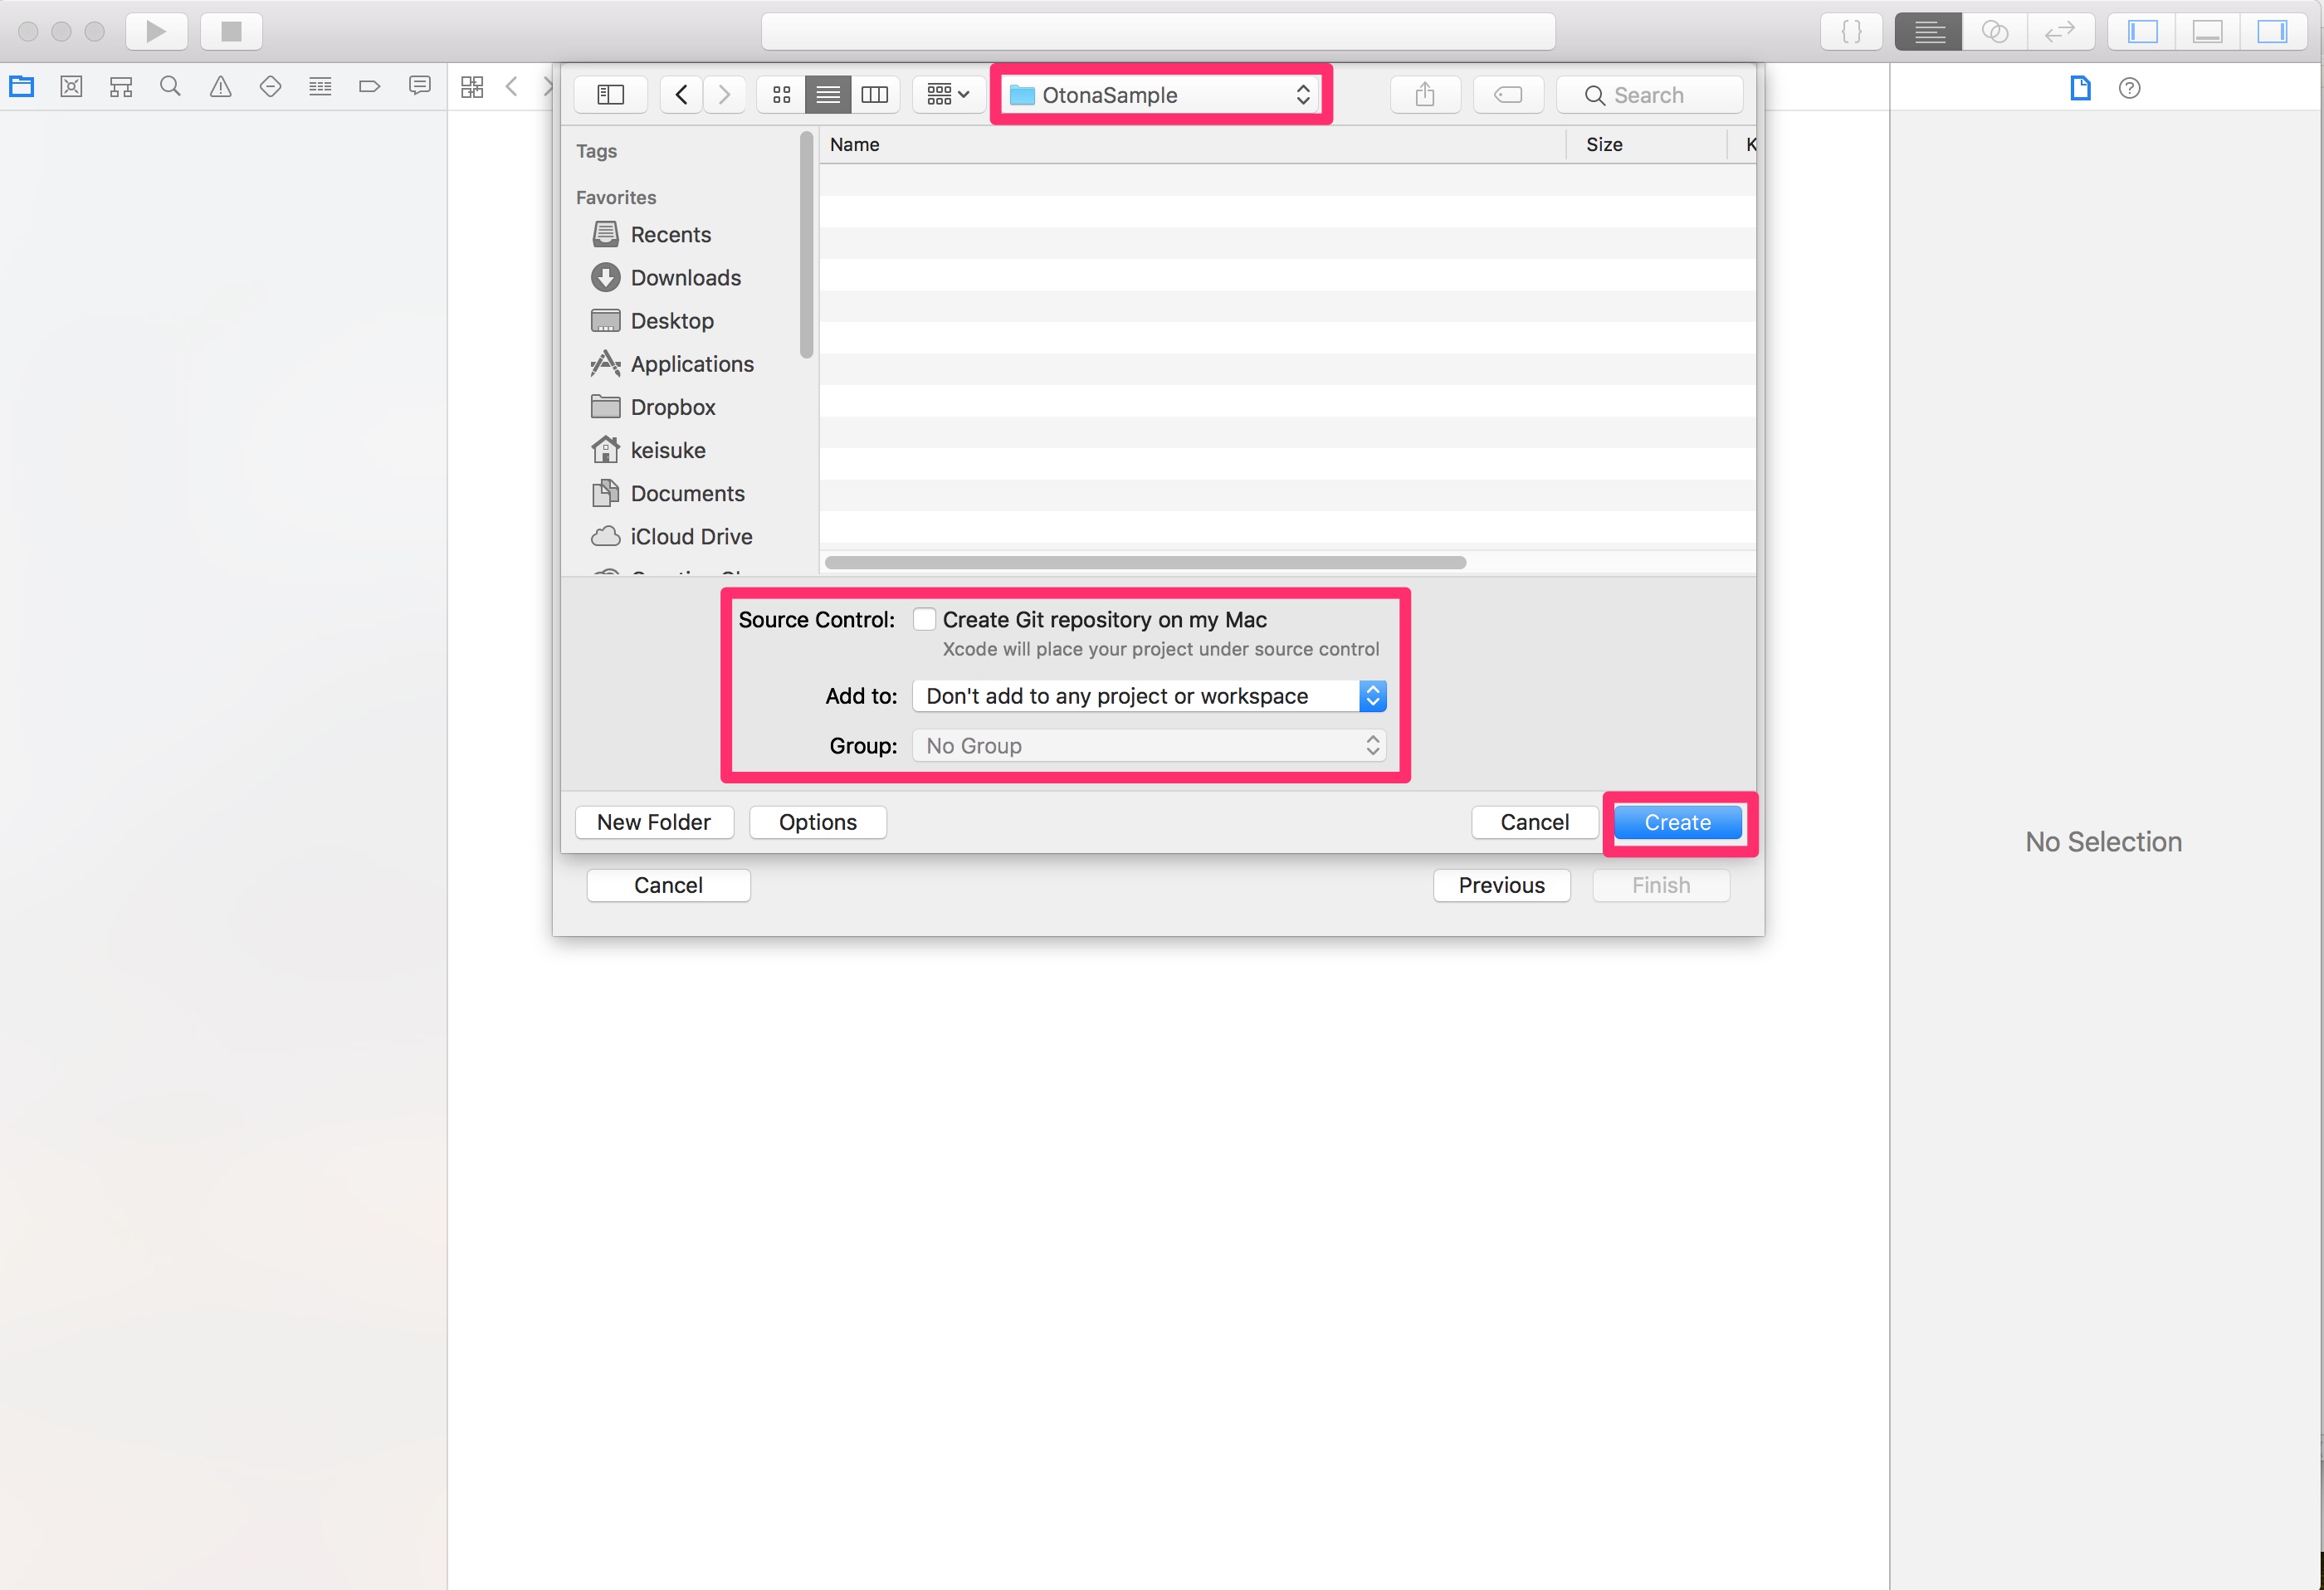 {}
OtonaSample
Search
Tags
Name
Size
Favorites
Recents
Downloads
Desktop
Applications
Dropbox
keisuke
Documents
iCloud Drive
Source Control:
Create Git repository on my Mac
Xcode will place your project under source control
Add to:
Don't add to any project or workspace
Group:
No Group
New Folder
Options
Cancel
Create
Cancel
Previous
Finish
No Selection